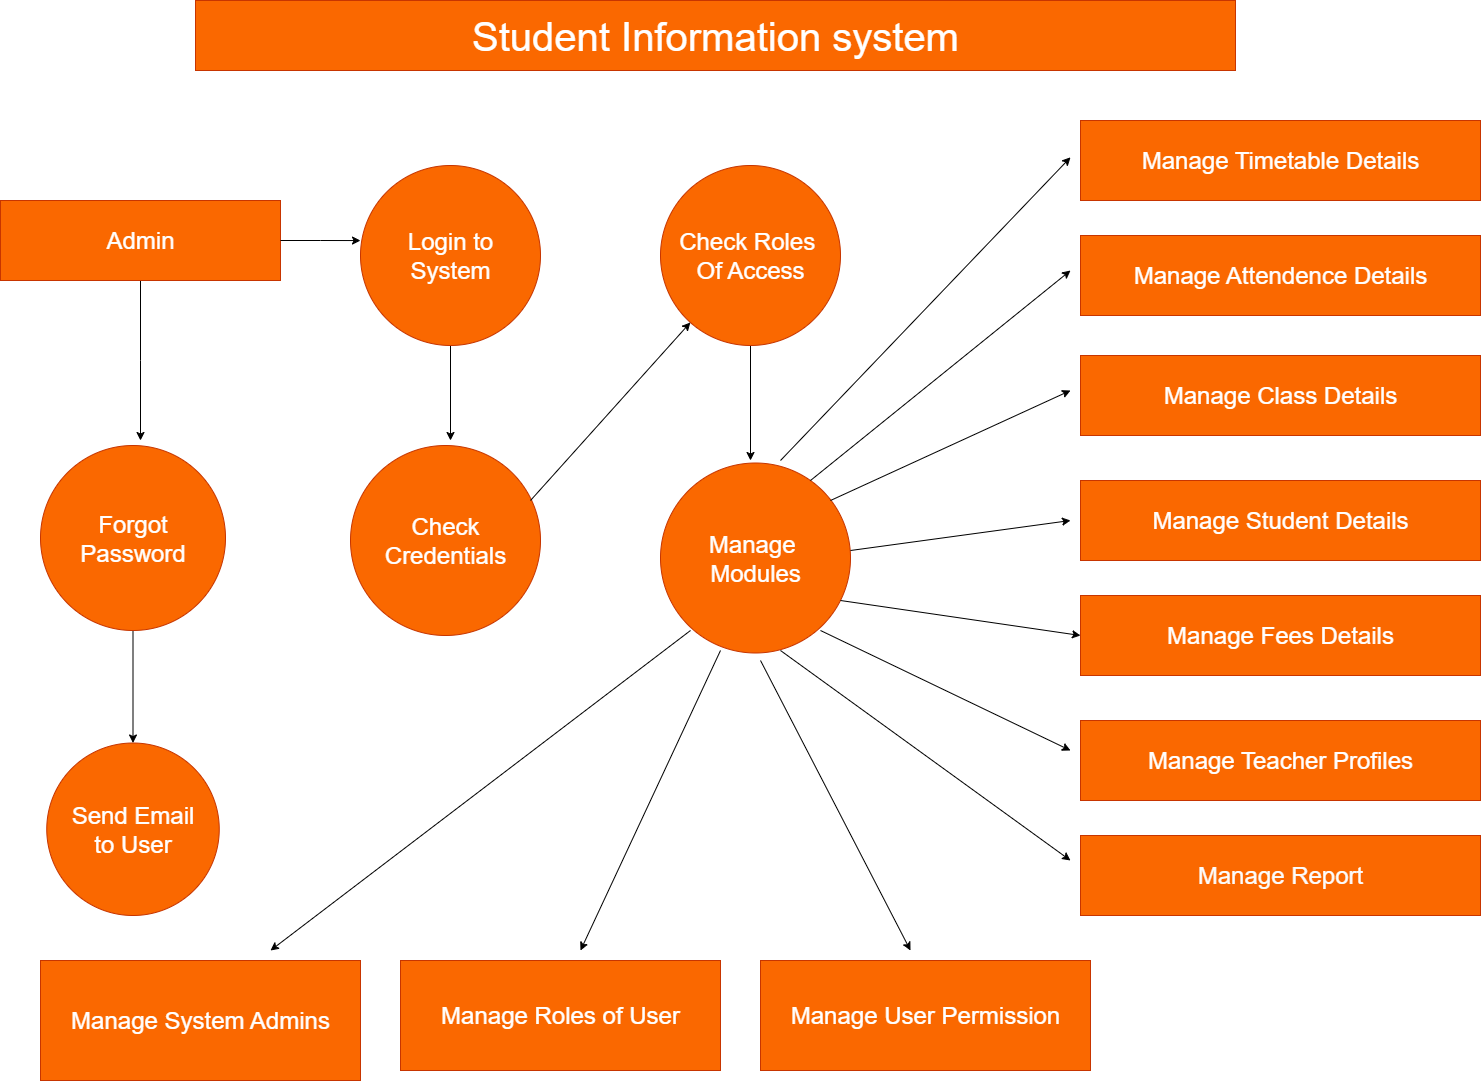 Student Information system
Manage Timetable Details
Admin
Login to
System
Check Roles
Of Access
Manage Attendence Details
Manage Class Details
Forgot
Password
Check
Credentials
Manage
Modules
Manage Student Details
Manage Fees Details
Manage Teacher Profiles
Send Email
to User
Manage Report
Manage System Admins
Manage Roles of User
Manage User Permission